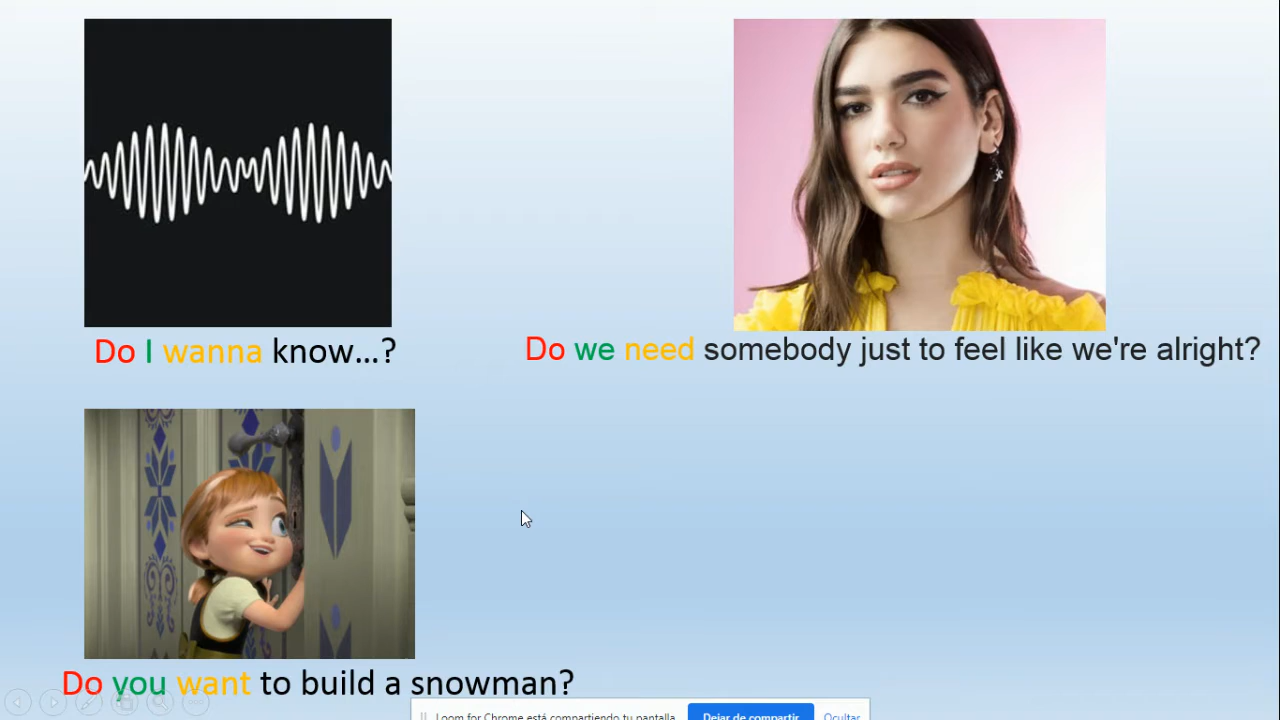 Do I wanna know...?
Do we need somebody just to feel like we're alright?
Do you want to build a snowman?
Loom for Chrome está compartiendo tu pantalla.
Dejar de compartir
Ocultar